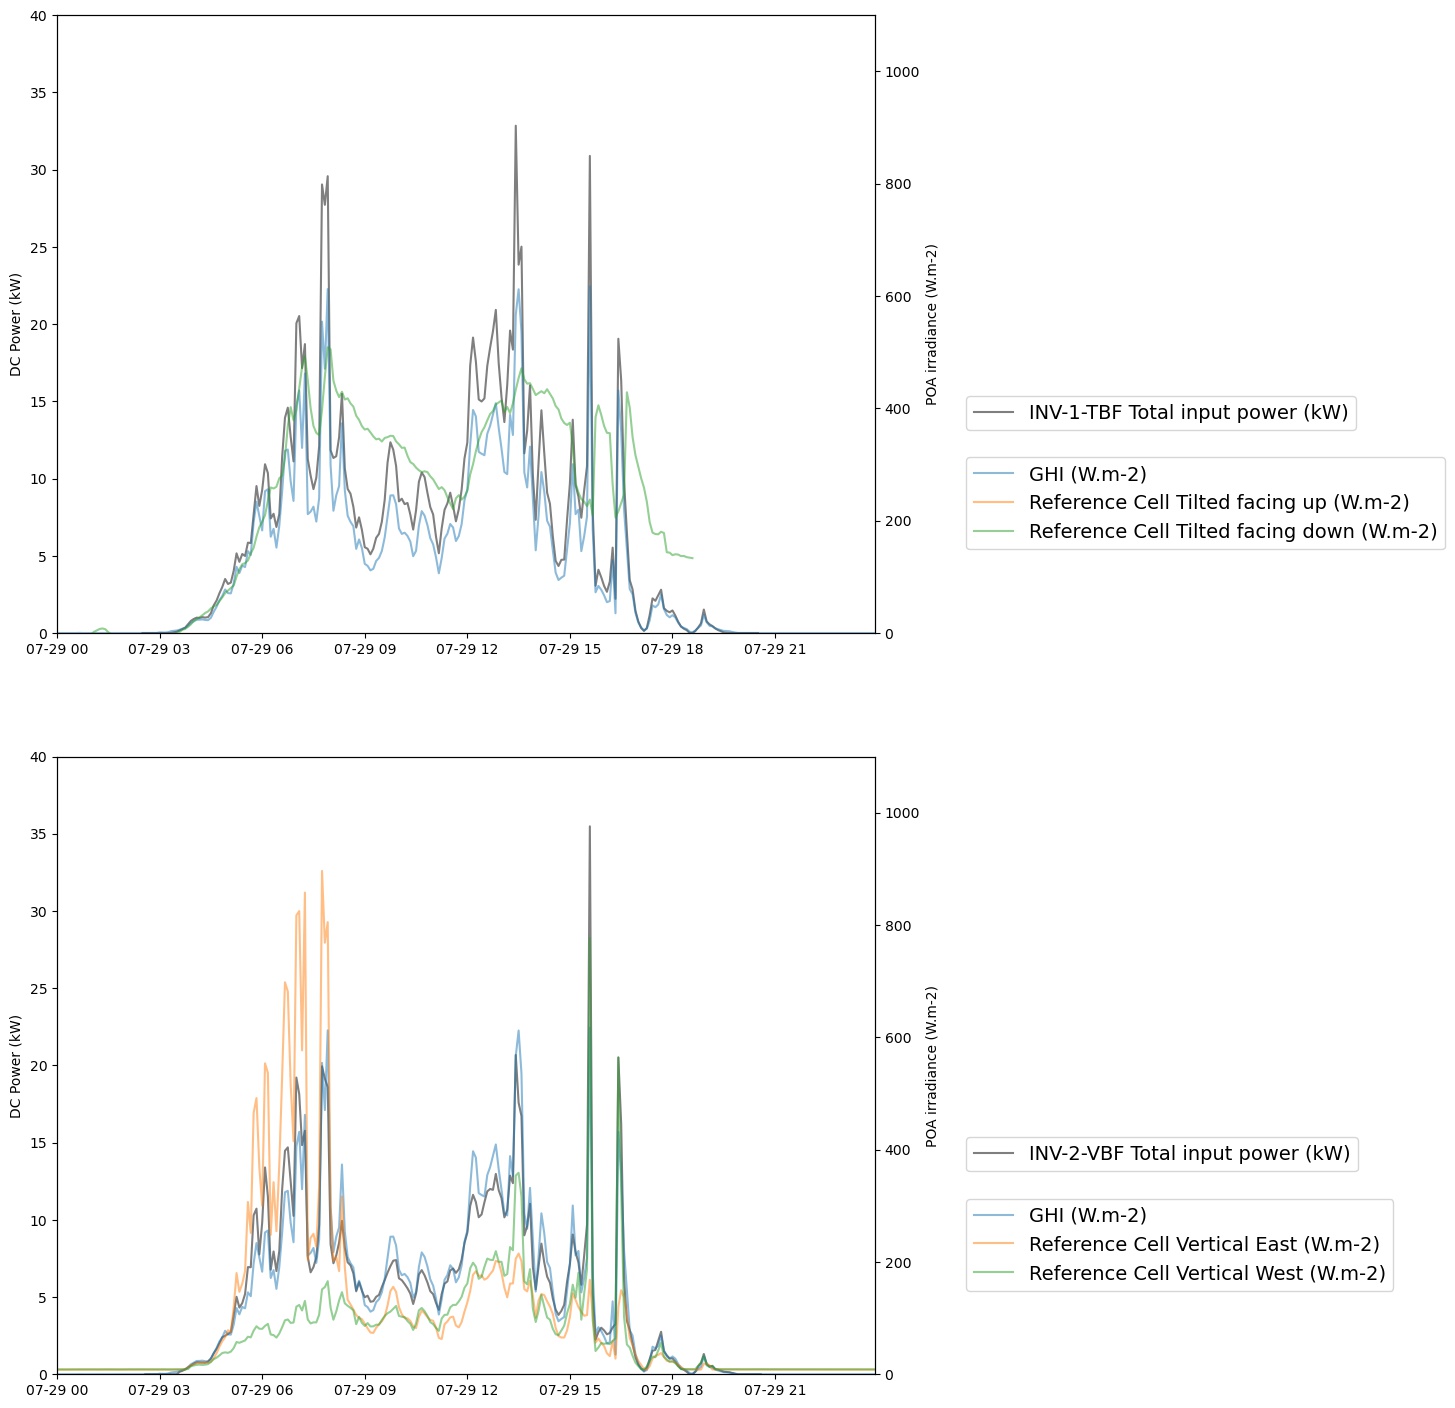 40
35
30
25
20
15
10
5
0
DC Power (kW)
1000
800
600
400
200
0
POA irradiance (W.m-2)
07-29 00 07-29 03 07-29 06 07-29 09 07-29 12 07-29 15 07-29 18 07-29 21
INV-1-TBF Total input power (kW)
GHI (W.m-2)
Reference Cell Tilted facing up (W.m-2)
Reference Cell Tilted facing down (W.m-2)
40
35
30
25
20
15
10
5
0
DC Power (kW)
1000
800
600
400
200
0
POA irradiance (W.m-2)
07-29 00 07-29 03 07-29 06 07-29 09 07-29 12 07-29 15 07-29 18 07-29 21
INV-2-VBF Total input power (kW)
GHI (W.m-2)
Reference Cell Vertical East (W.m-2)
Reference Cell Vertical West (W.m-2)